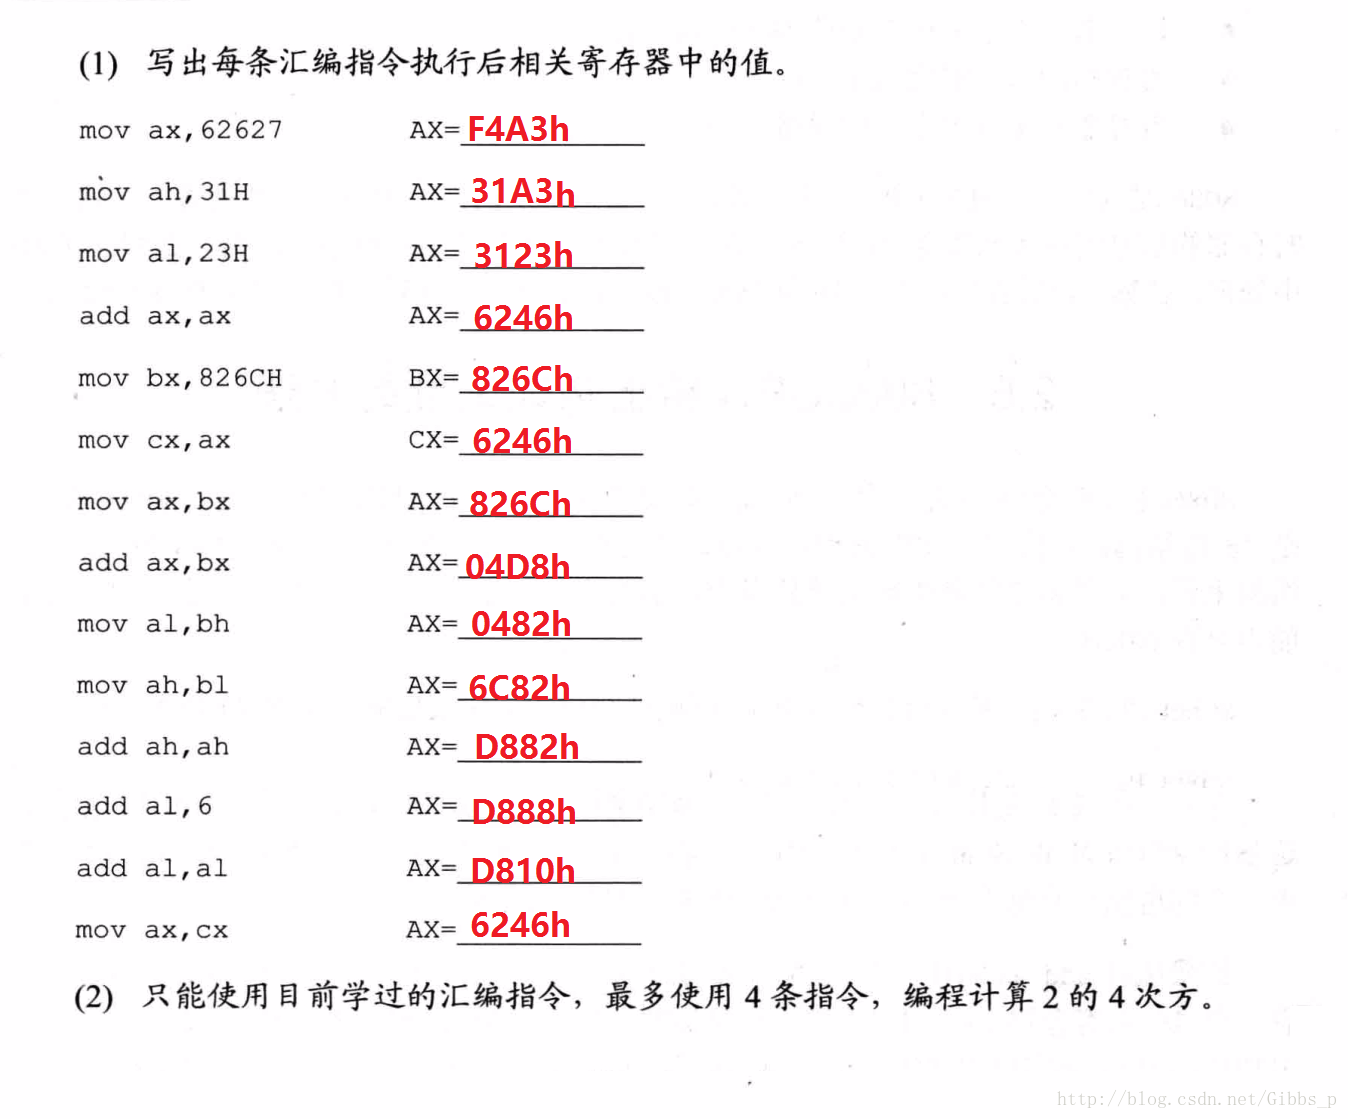 (1) 写出每条汇编指令执行后相关寄存器中的值。
mov ax,62627 AX= F4A3h
mov ah,31H AX= 31A3h
mov al,23H AX= 3123h
add ax,ax AX= 6246h
mov bx,826CH BX= 826Ch
mov cx,ax CX= 6246h
mov ax,bx AX= 826Ch
add ax,bx AX= 04D8h
mov al,bh AX= 0482h
mov ah,bl AX= 6C82h
add ah,ah AX= D882h
add al,6 AX= D888h
add al,al AX= D810h
mov ax,cx AX= 6246h
(2) 只能使用目前学过的汇编指令，最多使用 4 条指令，编程计算 2 的 4 次方。
http://blog.csdn.net/Gibbs_p